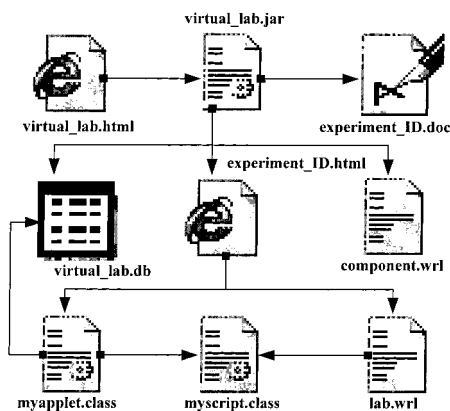 virtual_lab.jar
virtual_lab.html
experiment_ID.doc
experiment_ID.html
virtual_lab.db
component.wrl
myapplet.class
myscript.class
lab.wrl